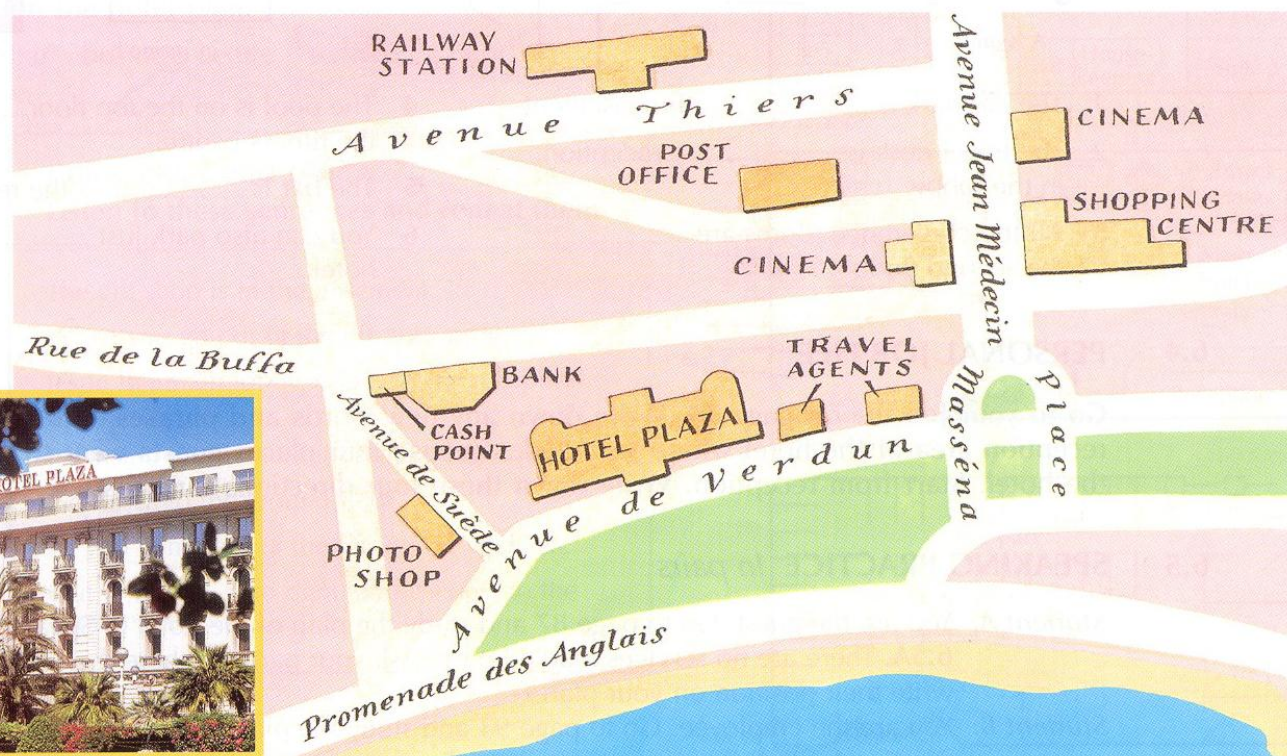 RAILWAY
STATION
Avenue Thiers
Avenue Jean Médecin
CINEMA
POST
OFFICE
SHOPPING
CENTRE
CINEMA
Rue de la Buffa
BANK
CASH
POINT
TRAVEL
AGENTS
HOTEL PLAZA
Place
Masséna
Avenue de Suède
Avenue de Verdun
PHOTO
SHOP
Promenade des Anglais
HOTEL PLAZA